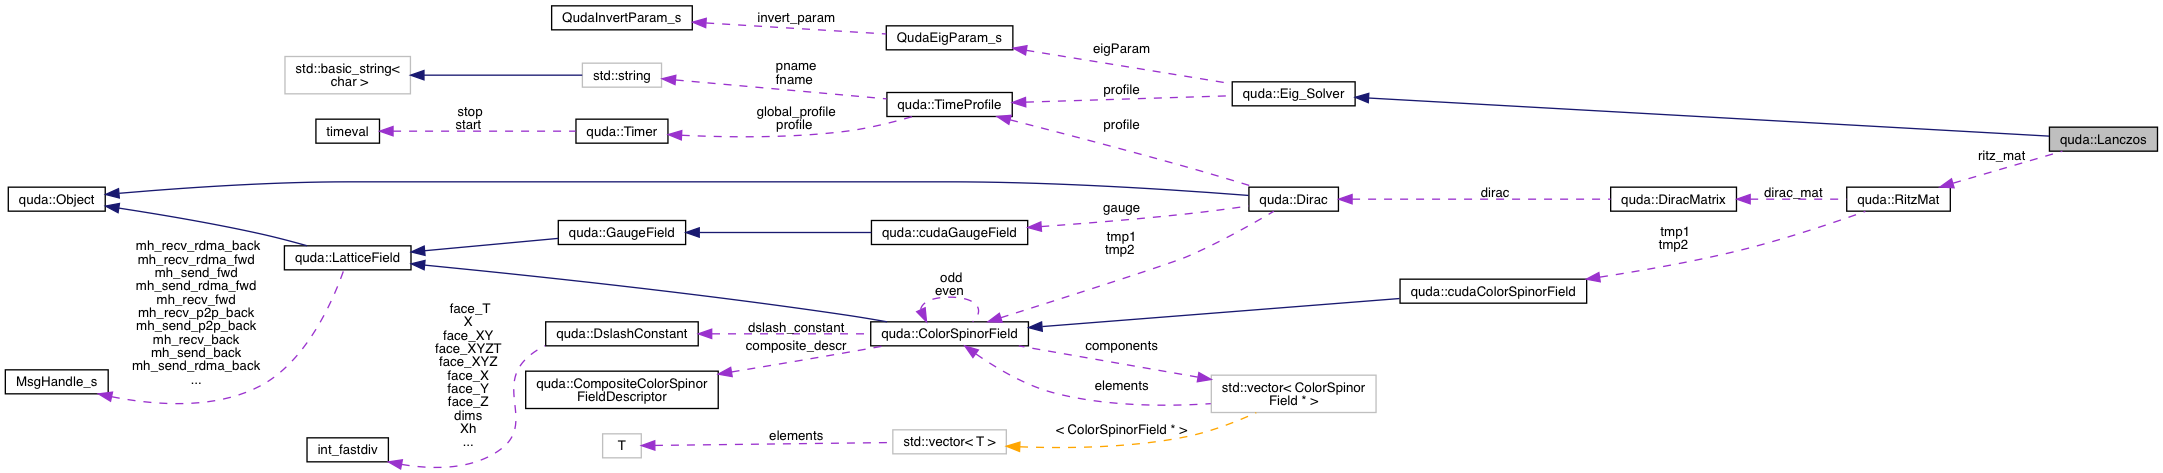 QudaInvertParam_s
invert_param
QudaEigParam_s
eigParam
std::basic_string<
char >
std::string
pname
fname
quda::TimeProfile
profile
quda::Eig_Solver
timeval
stop
start
quda::Timer
global_profile
profile
profile
quda::Lanczos
ritz_mat
quda::Object
quda::Dirac
dirac
quda::DiracMatrix
dirac_mat
quda::RitzMat
gauge
quda::GaugeField
quda::cudaGaugeField
tmp1
tmp2
tmp1
tmp2
quda::LatticeField
mh_recv_rdma_back
mh_recv_rdma_fwd
mh_send_fwd
mh_send_rdma_fwd
mh_recv_fwd
mh_recv_p2p_back
mh_send_p2p_back
mh_recv_back
mh_send_back
mh_send_rdma_back
...
MsgHandle_s
odd
even
quda::cudaColorSpinorField
face_T
X
face_XY
face_XYZT
face_XYZ
face_X
face_Y
face_Z
dims
Xh
...
quda::DslashConstant
dslash_constant
quda::ColorSpinorField
composite_descr
components
quda::CompositeColorSpinor
FieldDescriptor
elements
std::vector< ColorSpinor
Field * >
int_fastdiv
T
elements
std::vector< T >
< ColorSpinorField * >